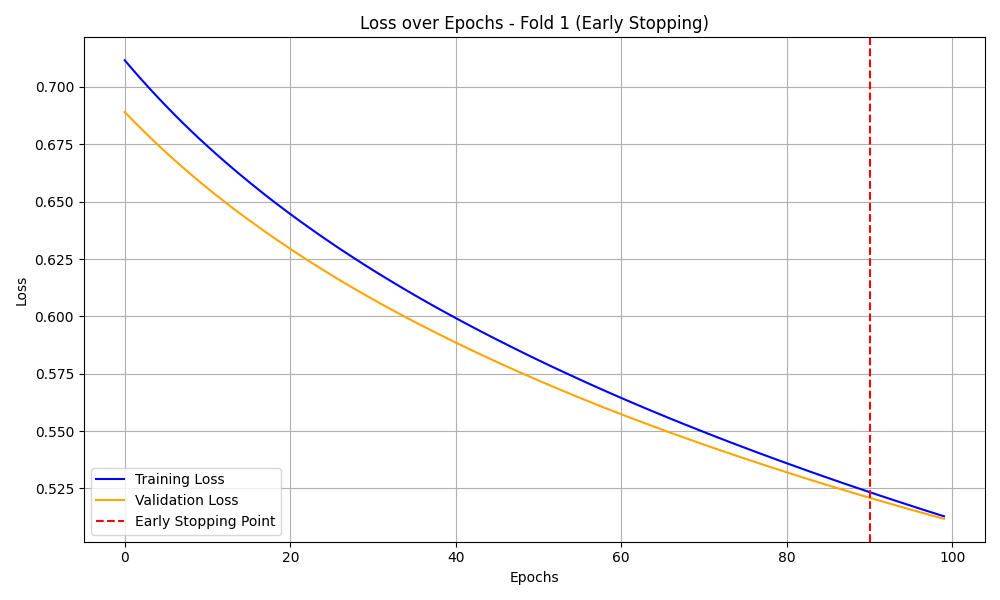 Loss over Epochs - Fold 1 (Early Stopping)
Loss
0.700
0.675
0.650
0.625
0.600
0.575
0.550
0.525
Training Loss
Validation Loss
Early Stopping Point
0 20 40 60 80 100
Epochs